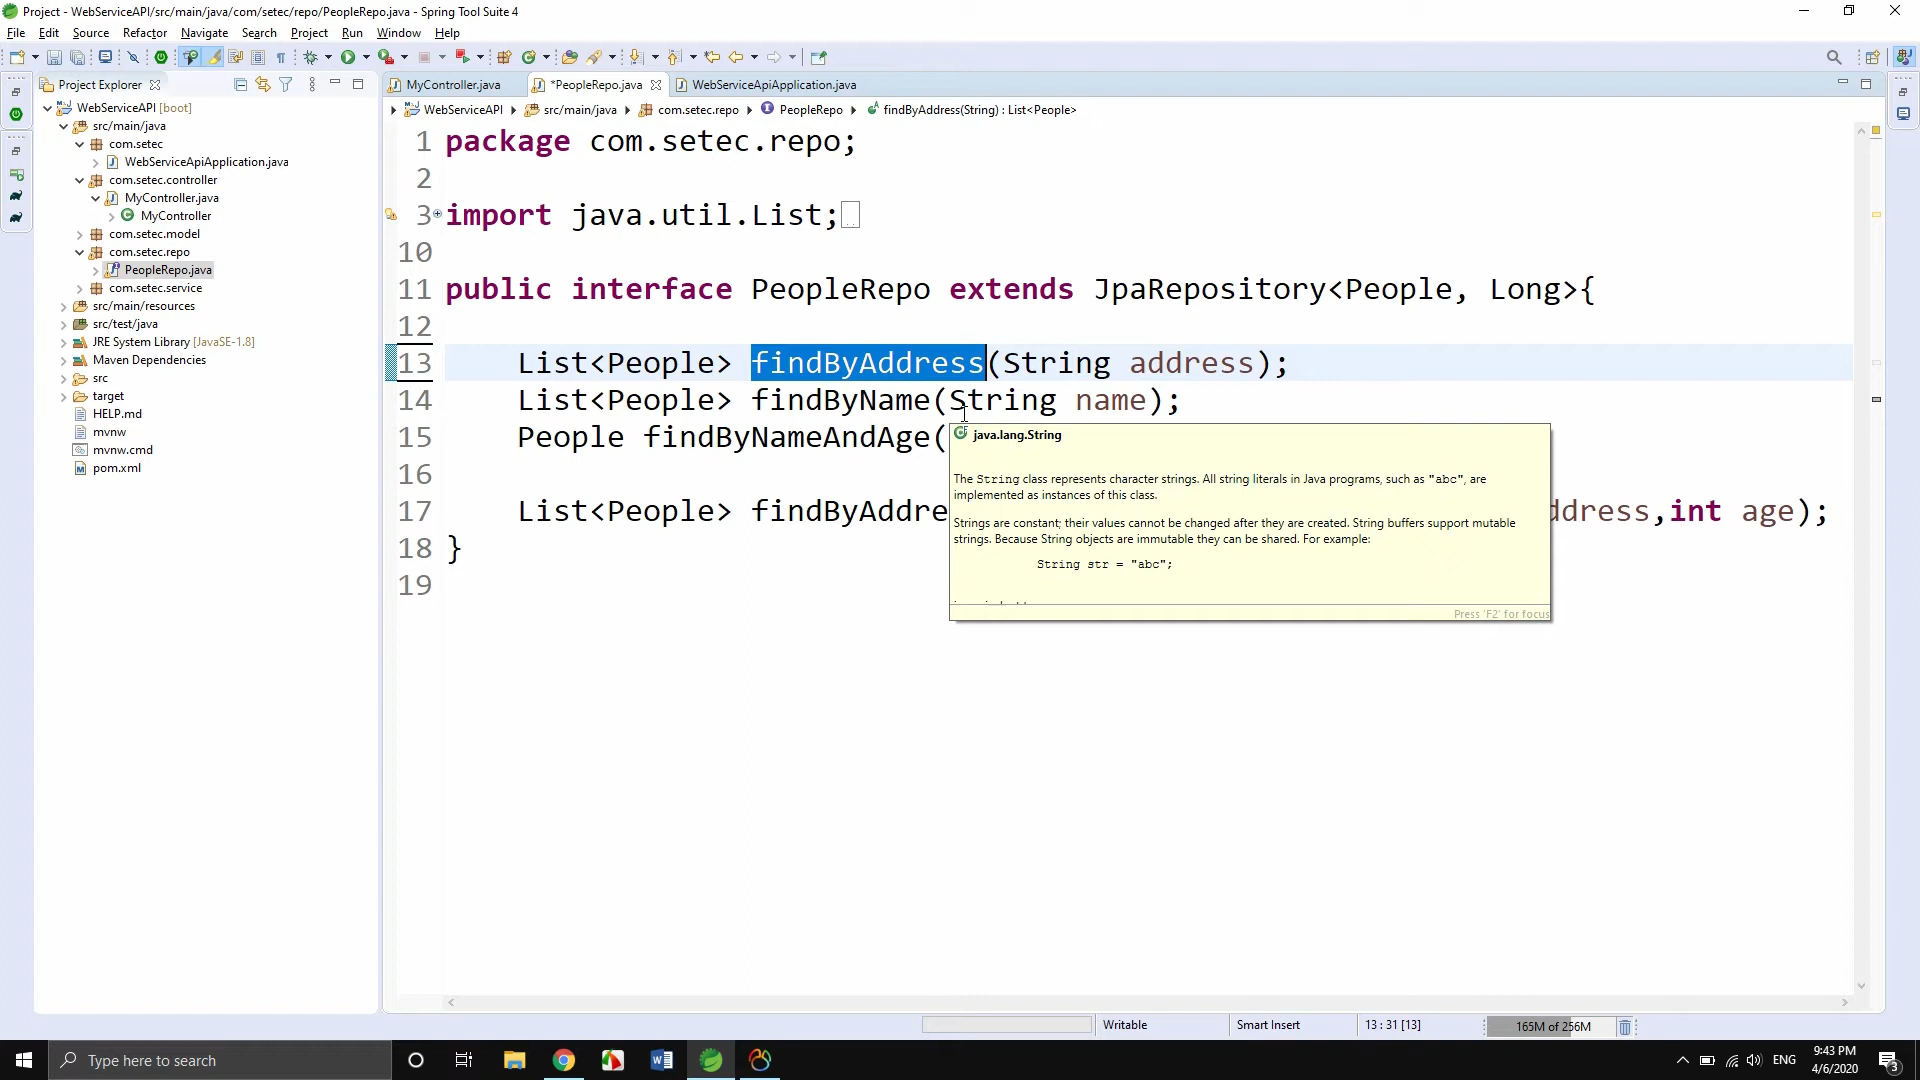 Project - WebServiceAPI/src/main/java/com/setec/repo/PeopleRepo.java - Spring Tool Suite 4
File Edit Source Refactor Navigate Search Project Run Window Help
Project Explorer
WebServiceAPI [boot]
src/main/java
com.setec
WebServiceApiApplication.java
com.setec.controller
MyController.java
MyController
com.setec.model
com.setec.repo
PeopleRepo.java
com.setec.service
src/main/resources
src/test/java
JRE System Library [JavaSE-1.8]
Maven Dependencies
src
target
HELP.md
mvnw
mvnw.cmd
pom.xml
MyController.java *PeopleRepo.java WebServiceApiApplication.java
WebServiceAPI src/main/java com.setec.repo PeopleRepo findByAddress(String) : List<People>
1 package com.setec.repo;
2
3 import java.util.List;
10
11 public interface PeopleRepo extends JpaRepository<People, Long>{
12
13 List<People> findByAddress(String address);
14 List<People> findByName(String name);
15 People findByNameAndAge(
16
17 List<People> findByAddre ddress,int age);
18 }
19
java.lang.String
The String class represents character strings. All string literals in Java programs, such as "abc", are
implemented as instances of this class.
Strings are constant; their values cannot be changed after they are created. String buffers support mutable
strings. Because String objects are immutable they can be shared. For example:
String str = "abc";
Press 'F2' for focus
Writable Smart Insert 13 : 31 [13] 165M of 256M
Type here to search
ENG
9:43 PM
4/6/2020
3